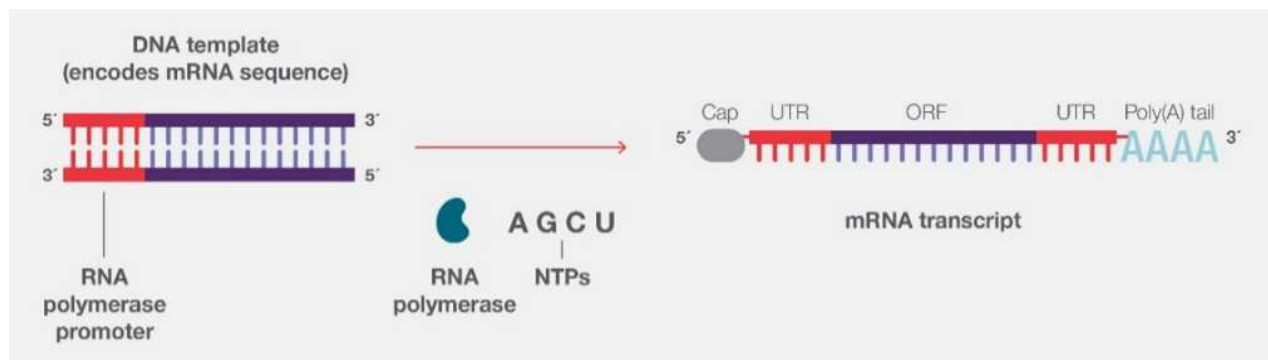 DNA template
(encodes mRNA sequence)
5´ 3´
3´ 5´
RNA
polymerase
promoter
RNA
polymerase
A G C U
NTPs
Cap UTR ORF UTR Poly(A) tail
5´ AAAA 3´
mRNA transcript